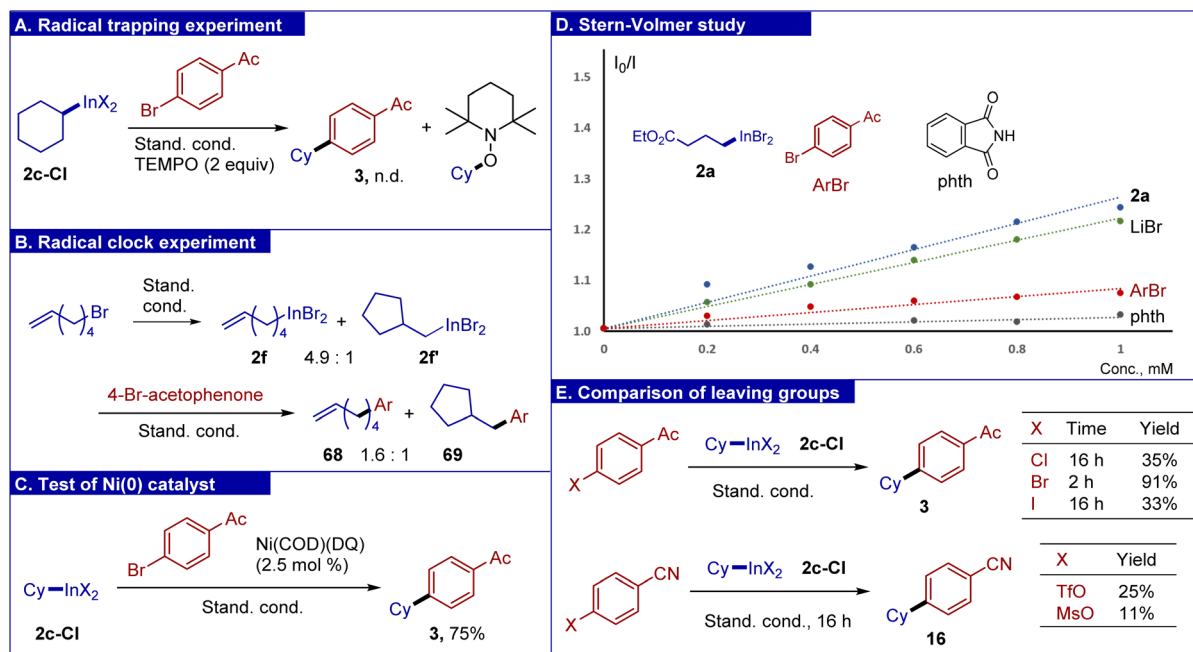 A. Radical trapping experiment
InX2
2c-Cl
Br
Ac
Stand. cond.
TEMPO (2 equiv)
Ac
Cy
3, n.d.
+
N
O
Cy
B. Radical clock experiment
Br
4
Stand.
cond.
InBr2
4
+
InBr2
2f
4.9 : 1
2f'
4-Br-acetophenone
Stand. cond.
Ar
4
+
Ar
68
1.6 : 1
69
C. Test of Ni(0) catalyst
Cy InX2
2c-Cl
Ac
Br
Ni(COD)(DQ)
(2.5 mol %)
Stand. cond.
Ac
Cy
3, 75%
D. Stern-Volmer study
I0/I
1.5
1.4
1.3
1.2
1.1
1.0
EtO2C
InBr2
2a
Ac
Br
ArBr
O
NH
O
phth
2a
LiBr
ArBr
phth
0
0.2
0.4
0.6
0.8
1
Conc., mM
E. Comparison of leaving groups
Ac
X
Cy InX2 2c-Cl
Stand. cond.
Ac
Cy
3
X Time Yield
Cl 16 h 35%
Br 2 h 91%
I 16 h 33%
CN
X
Cy InX2 2c-Cl
Stand. cond., 16 h
CN
Cy
16
X Yield
TfO 25%
MsO 11%